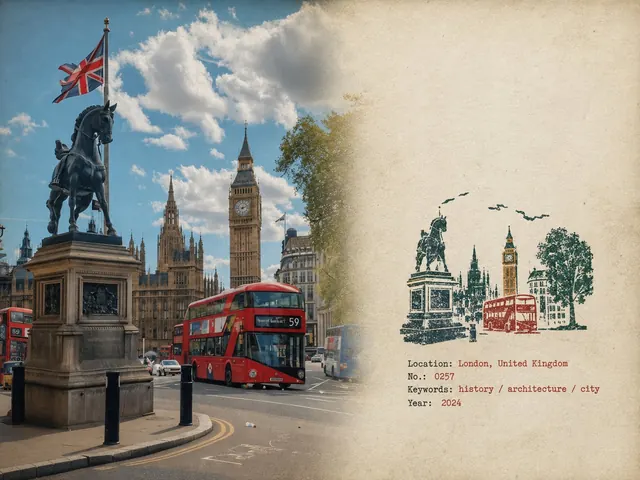 59
Location: London, United Kingdom
No.: 0257
Keywords: history / architecture / city
Year: 2024